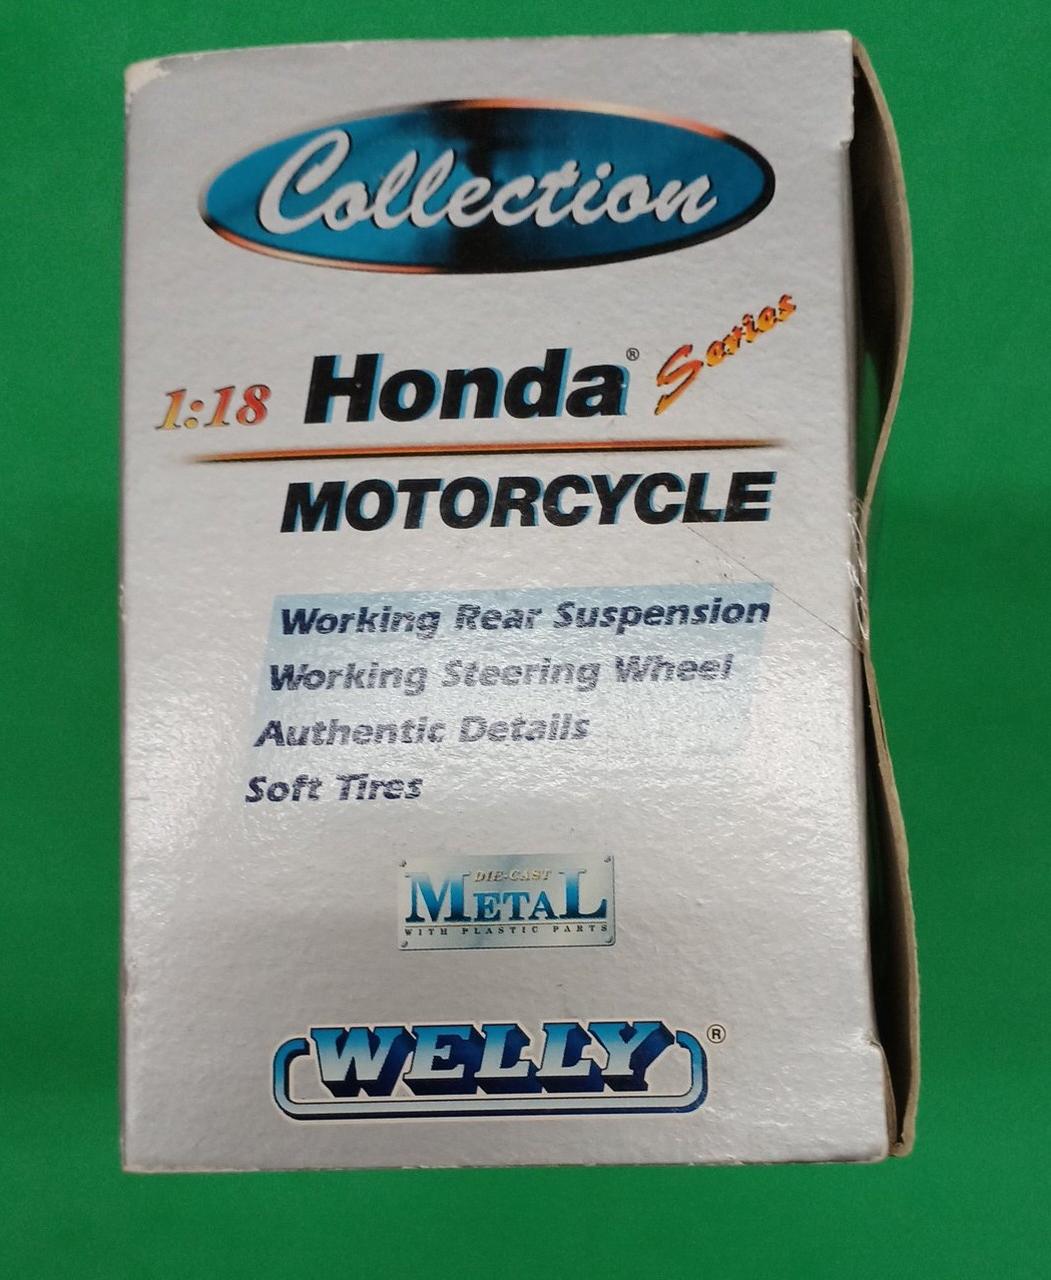 Collection
1:18 Honda® Series
MOTORCYCLE
Working Rear Suspension
Working Steering Wheel
Authentic Details
Soft Tires
DIE-CAST
METAL
WITH PLASTIC PARTS
WELLY®